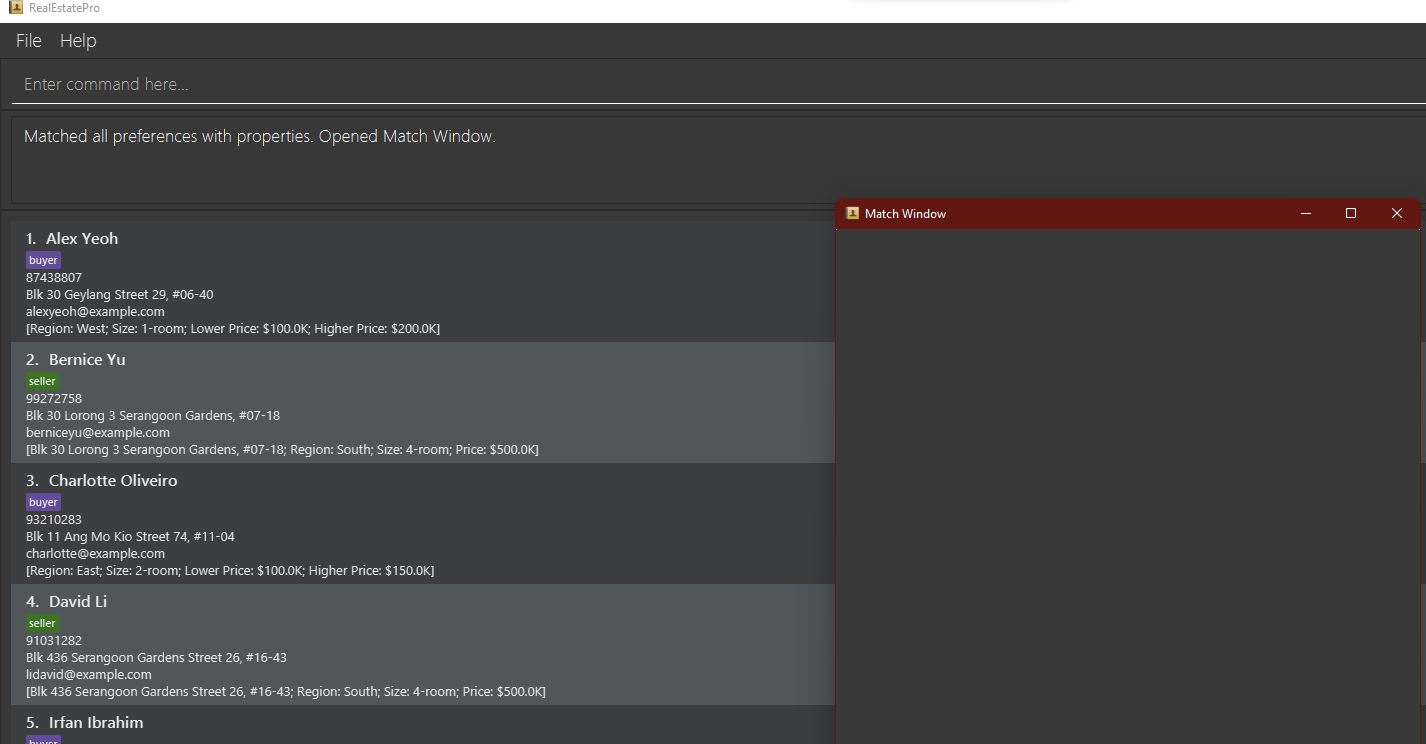 RealEstatePro
File Help
Enter command here...
Matched all preferences with properties. Opened Match Window.
Match Window
1. Alex Yeoh
buyer
87438807
Blk 30 Geylang Street 29, #06-40
alexyeoh@example.com
[Region: West; Size: 1-room; Lower Price: $100.0K; Higher Price: $200.0K]
2. Bernice Yu
seller
99272758
Blk 30 Lorong 3 Serangoon Gardens, #07-18
berniceyu@example.com
[Blk 30 Lorong 3 Serangoon Gardens, #07-18; Region: South; Size: 4-room; Price: $500.0K]
3. Charlotte Oliveiro
buyer
93210283
Blk 11 Ang Mo Kio Street 74, #11-04
charlotte@example.com
[Region: East; Size: 2-room; Lower Price: $100.0K; Higher Price: $150.0K]
4. David Li
seller
91031282
Blk 436 Serangoon Gardens Street 26, #16-43
lidavid@example.com
[Blk 436 Serangoon Gardens Street 26, #16-43; Region: South; Size: 4-room; Price: $500.0K]
5. Irfan Ibrahim
buyer